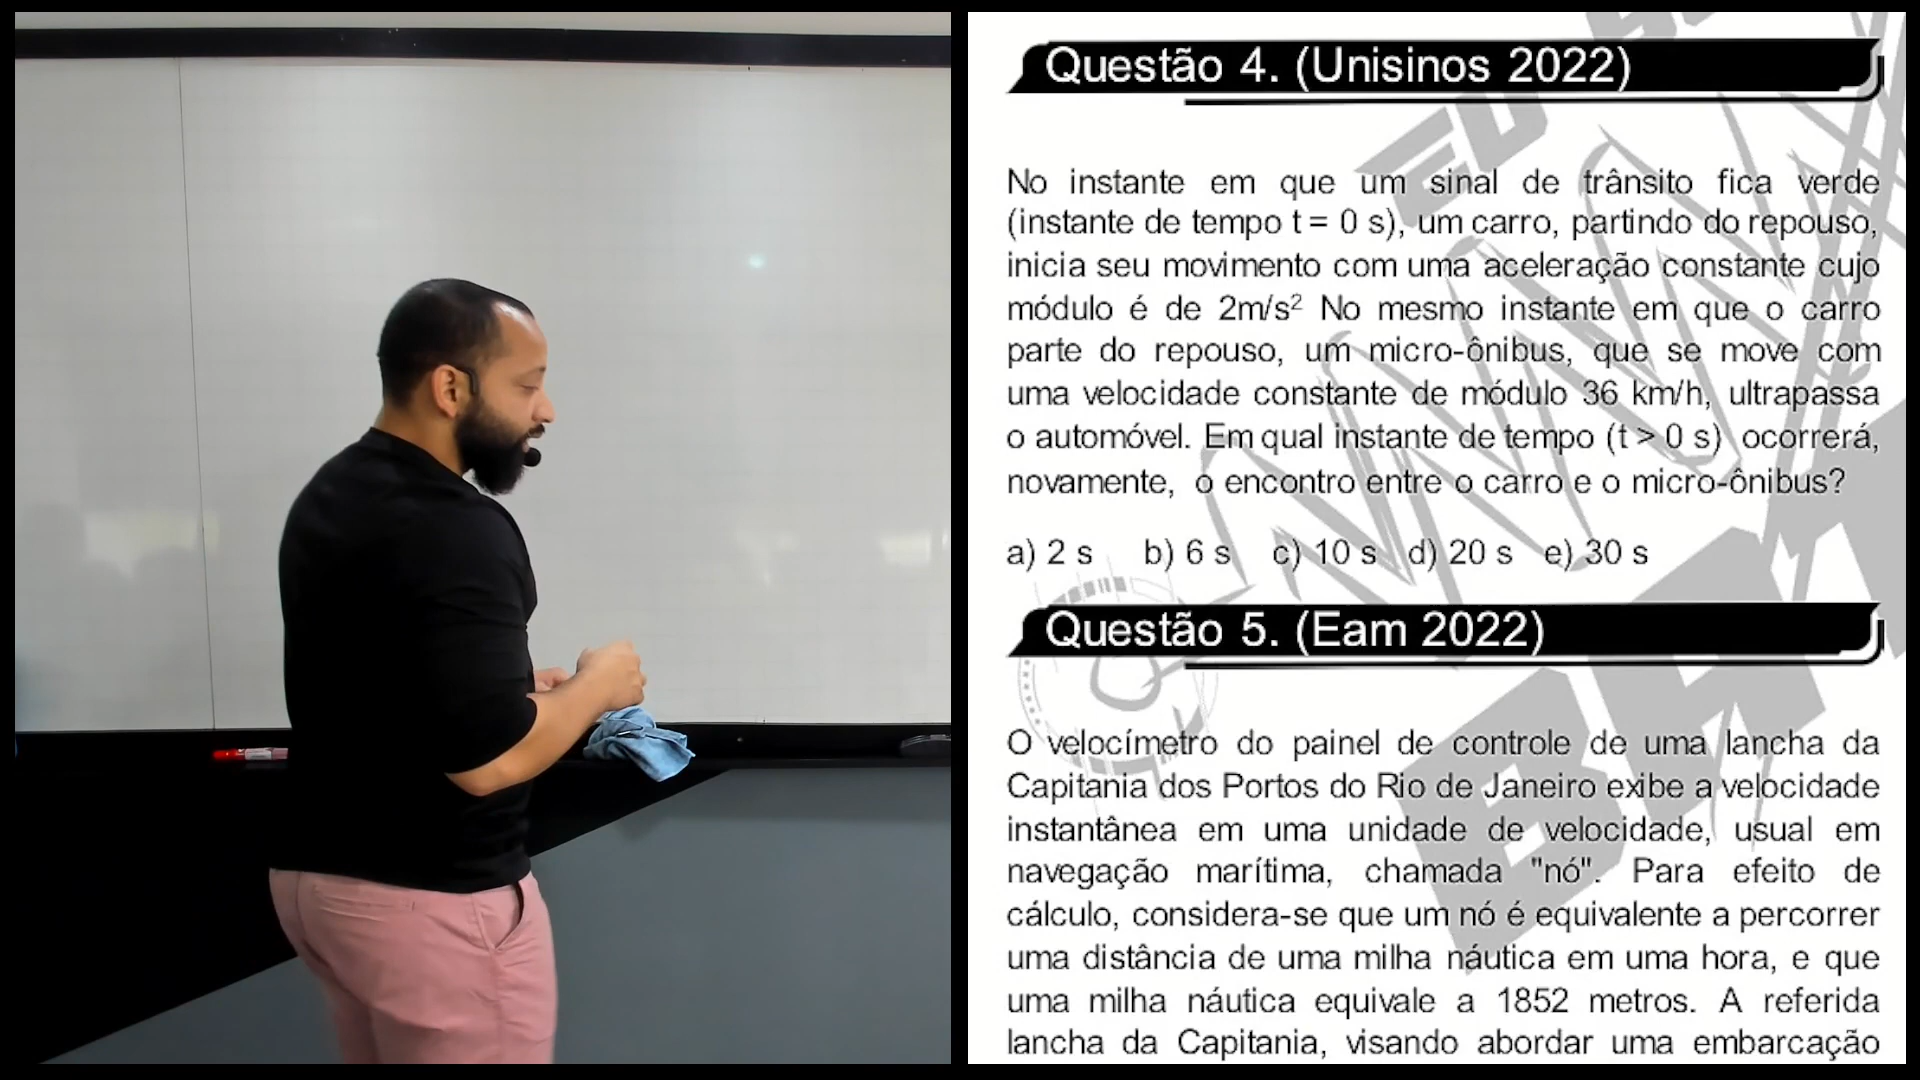 Questão 4. (Unisinos 2022)
No instante em que um sinal de trânsito fica verde
(instante de tempo t = 0 s), um carro, partindo do repouso,
inicia seu movimento com uma aceleração constante cujo
módulo é de 2m/s² No mesmo instante em que o carro
parte do repouso, um micro-ônibus, que se move com
uma velocidade constante de módulo 36 km/h, ultrapassa
o automóvel. Em qual instante de tempo (t > 0 s) ocorrerá,
novamente, o encontro entre o carro e o micro-ônibus?
a) 2 s b) 6 s c) 10 s d) 20 s e) 30 s
Questão 5. (Eam 2022)
O velocímetro do painel de controle de uma lancha da
Capitania dos Portos do Rio de Janeiro exibe a velocidade
instantânea em uma unidade de velocidade, usual em
navegação marítima, chamada "nó". Para efeito de
cálculo, considera-se que um nó é equivalente a percorrer
uma distância de uma milha náutica em uma hora, e que
uma milha náutica equivale a 1852 metros. A referida
lancha da Capitania, visando abordar uma embarcação